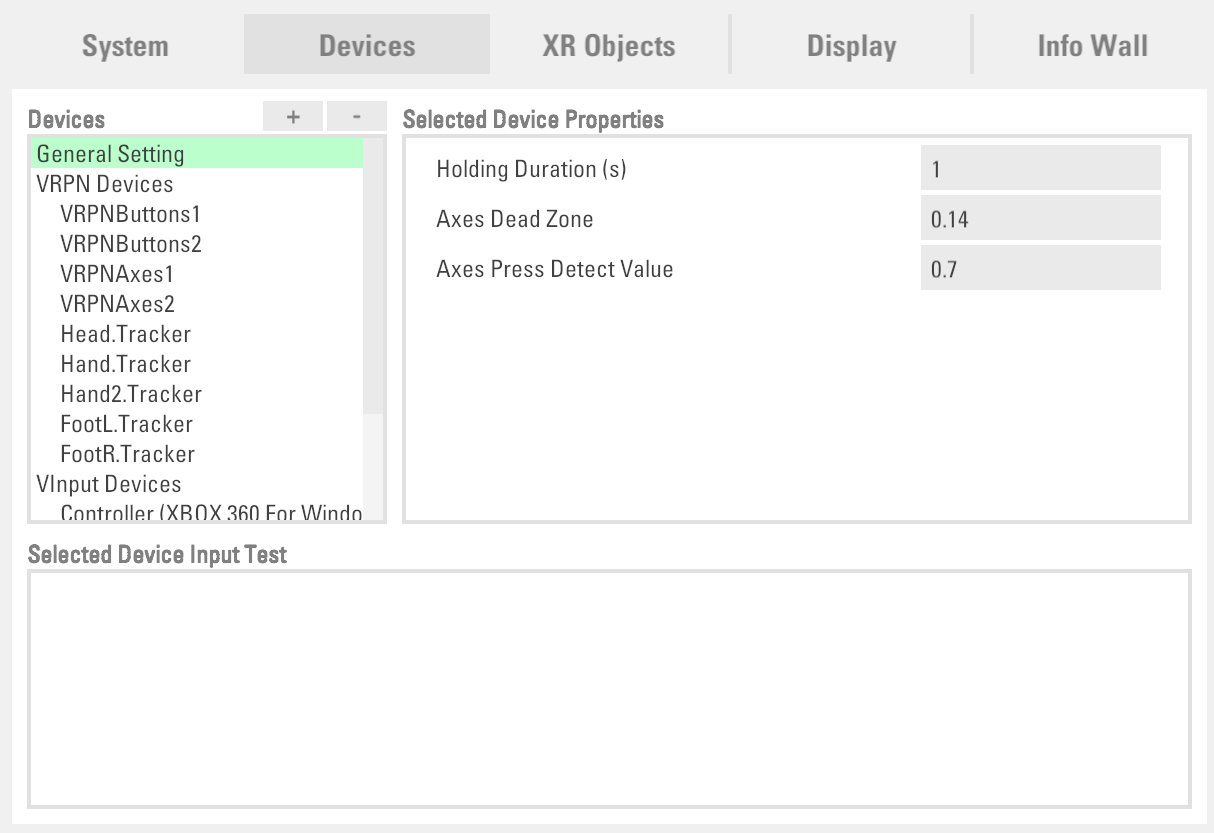 System Devices XR Objects Display Info Wall
Devices + -
General Setting
VRPN Devices
VRPNButtons1
VRPNButtons2
VRPNAxes1
VRPNAxes2
Head.Tracker
Hand.Tracker
Hand2.Tracker
FootL.Tracker
FootR.Tracker
VInput Devices
Controller (XBOX 360 For Windo
Selected Device Properties
Holding Duration (s) 1
Axes Dead Zone 0.14
Axes Press Detect Value 0.7
Selected Device Input Test